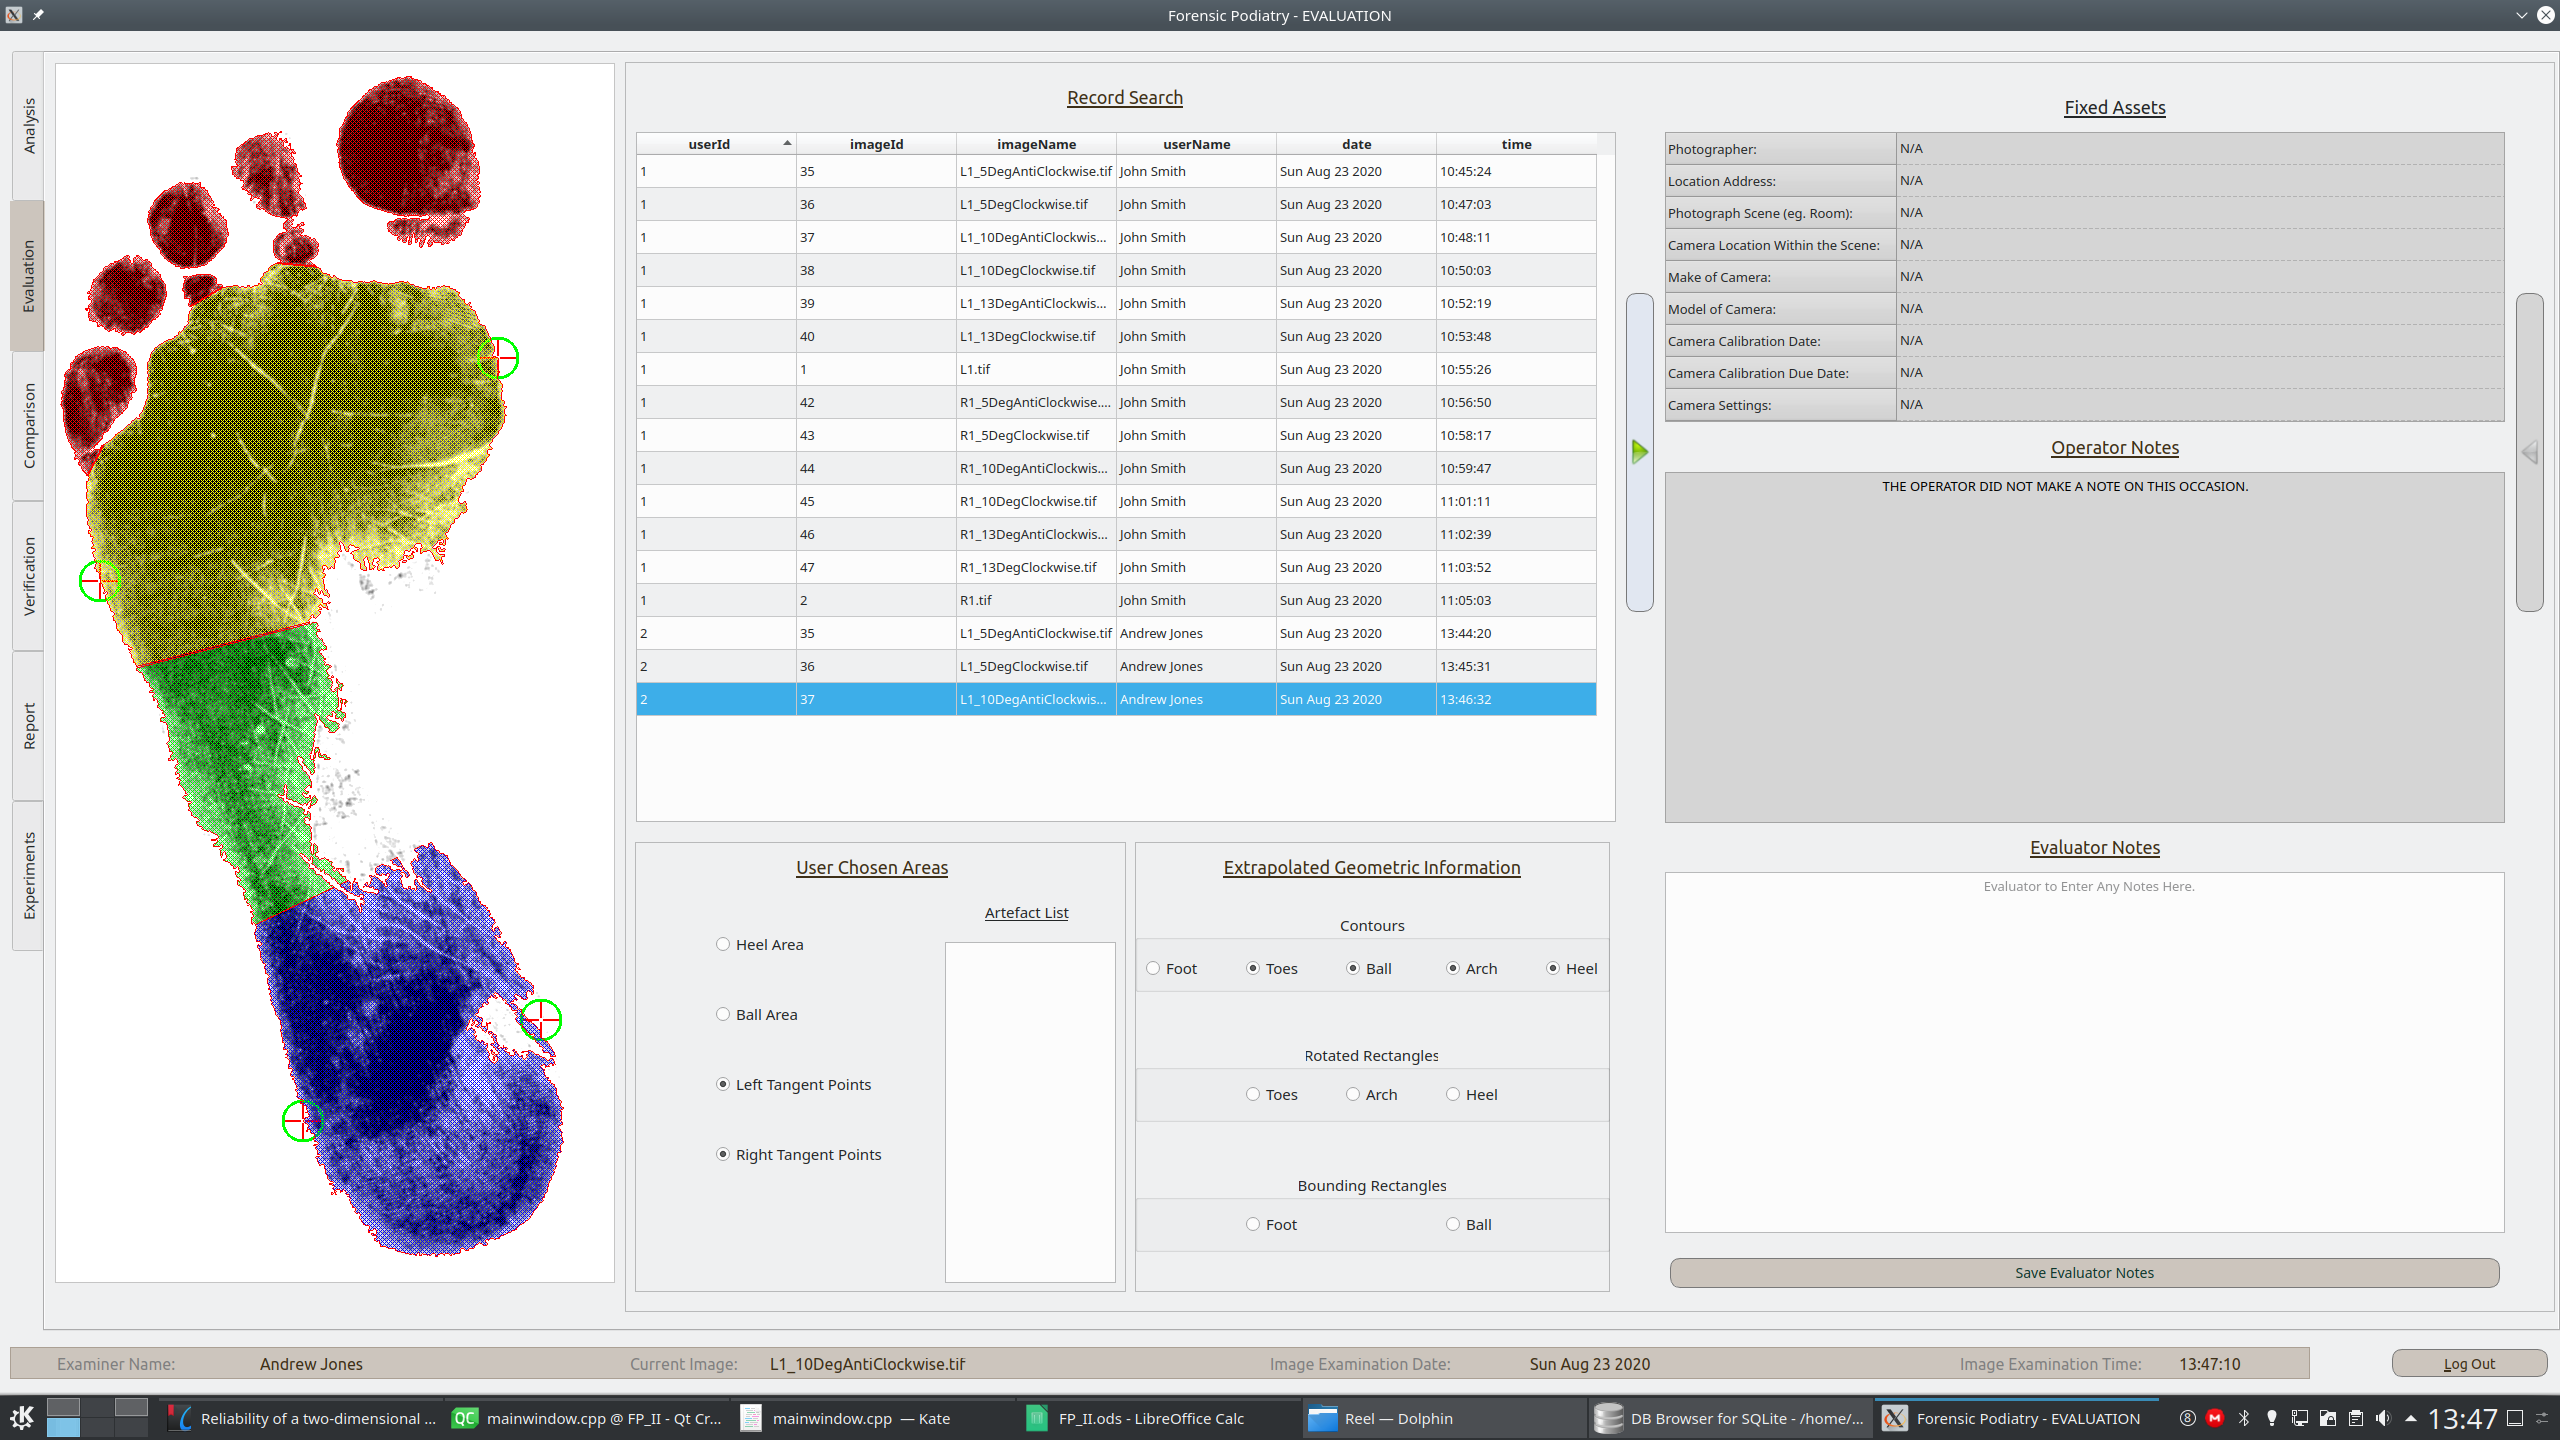 Forensic Podiatry - EVALUATION
Analysis
Evaluation
Comparison
Verification
Report
Experiments
Record Search
userId imageId imageName userName date time
1 35 L1_5DegAntiClockwise.tif John Smith Sun Aug 23 2020 10:45:24
1 36 L1_5DegClockwise.tif John Smith Sun Aug 23 2020 10:47:03
1 37 L1_10DegAntiClockwis... John Smith Sun Aug 23 2020 10:48:11
1 38 L1_10DegClockwise.tif John Smith Sun Aug 23 2020 10:50:03
1 39 L1_13DegAntiClockwis... John Smith Sun Aug 23 2020 10:52:19
1 40 L1_13DegClockwise.tif John Smith Sun Aug 23 2020 10:53:48
1 1 L1.tif John Smith Sun Aug 23 2020 10:55:26
1 42 R1_5DegAntiClockwise.... John Smith Sun Aug 23 2020 10:56:50
1 43 R1_5DegClockwise.tif John Smith Sun Aug 23 2020 10:58:17
1 44 R1_10DegAntiClockwis... John Smith Sun Aug 23 2020 10:59:47
1 45 R1_10DegClockwise.tif John Smith Sun Aug 23 2020 11:01:11
1 46 R1_13DegAntiClockwis... John Smith Sun Aug 23 2020 11:02:39
1 47 R1_13DegClockwise.tif John Smith Sun Aug 23 2020 11:03:52
1 2 R1.tif John Smith Sun Aug 23 2020 11:05:03
2 35 L1_5DegAntiClockwise.tif Andrew Jones Sun Aug 23 2020 13:44:20
2 36 L1_5DegClockwise.tif Andrew Jones Sun Aug 23 2020 13:45:31
2 37 L1_10DegAntiClockwis... Andrew Jones Sun Aug 23 2020 13:46:32
Fixed Assets
Photographer: N/A
Location Address: N/A
Photograph Scene (eg. Room): N/A
Camera Location Within the Scene: N/A
Make of Camera: N/A
Model of Camera: N/A
Camera Calibration Date: N/A
Camera Calibration Due Date: N/A
Camera Settings: N/A
Operator Notes
THE OPERATOR DID NOT MAKE A NOTE ON THIS OCCASION.
User Chosen Areas
Artefact List
Heel Area
Ball Area
Left Tangent Points
Right Tangent Points
Extrapolated Geometric Information
Contours
Foot Toes Ball Arch Heel
Rotated Rectangles
Toes Arch Heel
Bounding Rectangles
Foot Ball
Evaluator Notes
Evaluator to Enter Any Notes Here.
Save Evaluator Notes
Examiner Name: Andrew Jones Current Image: L1_10DegAntiClockwise.tif Image Examination Date: Sun Aug 23 2020 Image Examination Time: 13:47:10
Log Out
Reliability of a two-dimensional ... QC mainwindow.cpp @ FP_II - Qt Cr... mainwindow.cpp — Kate FP_II.ods - LibreOffice Calc Reel — Dolphin DB Browser for SQLite - /home/... Forensic Podiatry - EVALUATION 8 M 13:47